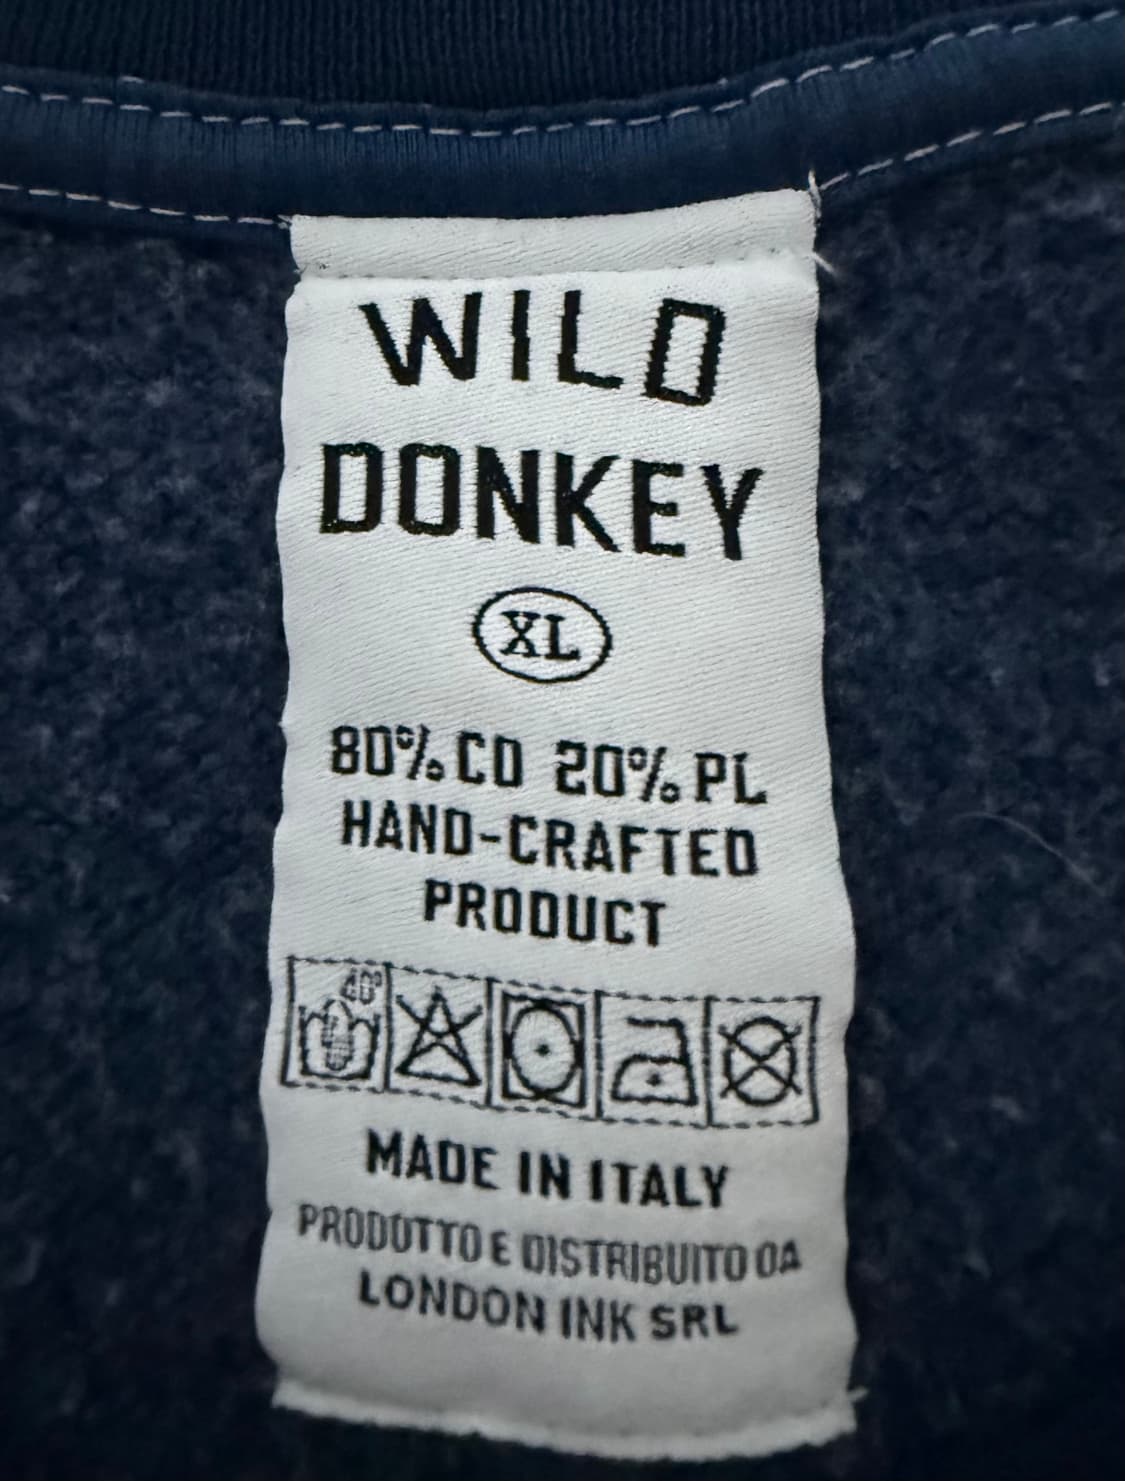 WILD
DONKEY
XL
80% CO 20% PL
HAND-CRAFTED
PRODUCT
40°
MADE IN ITALY
PRODOTTO E DISTRIBUITO DA
LONDON INK SRL